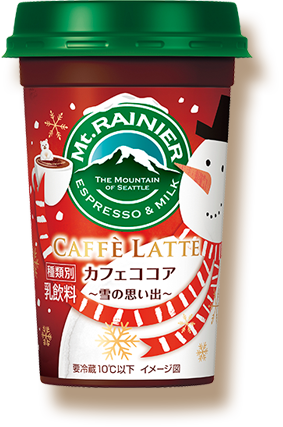 Mt. RAINIER
THE MOUNTAIN
OF SEATTLE
ESPRESSO & MILK
CAFFÈ LATTE
カフェココア
~雪の思い出~
種類別
乳飲料
要冷蔵10℃以下 イメージ図